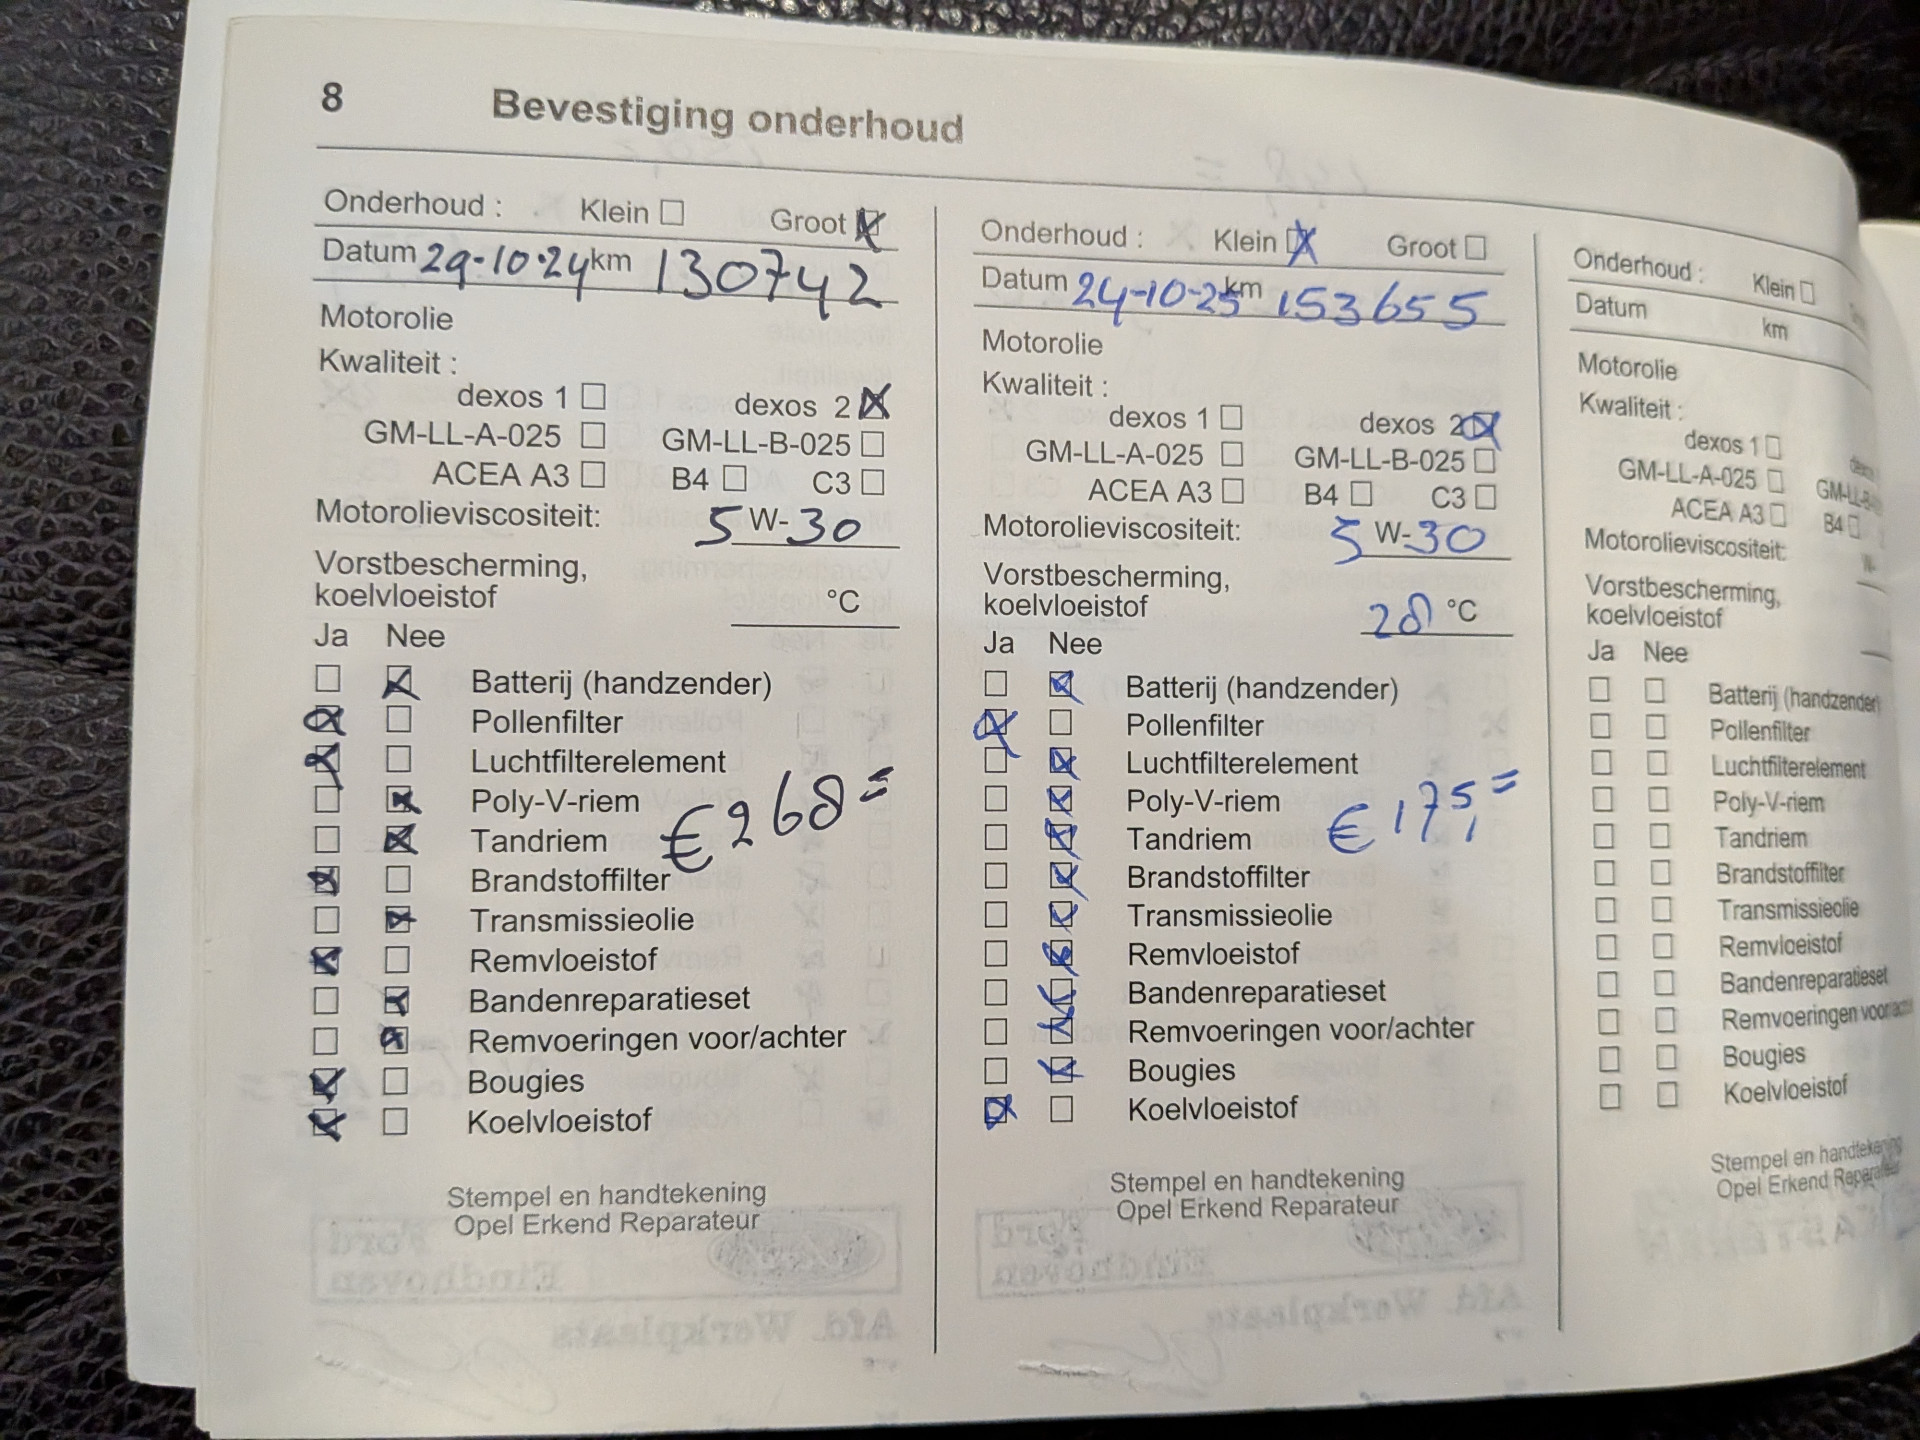 8 Bevestiging onderhoud
Onderhoud : Klein ☐ Groot ☒
Datum 29-10-24 km 130742
Motorolie
Kwaliteit :
dexos 1 ☐ dexos 2 ☒
GM-LL-A-025 ☐ GM-LL-B-025 ☐
ACEA A3 ☐ B4 ☐ C3 ☐
Motorolieviscositeit: 5 W-30
Vorstbescherming,
koelvloeistof °C
Ja Nee
☐ ☒ Batterij (handzender)
☒ ☐ Pollenfilter
☒ ☐ Luchtfilterelement
☐ ☒ Poly-V-riem
☐ ☒ Tandriem
€ 268=
☒ ☐ Brandstoffilter
☐ ☒ Transmissieolie
☒ ☐ Remvloeistof
☐ ☒ Bandenreparatieset
☐ ☒ Remvoeringen voor/achter
☒ ☐ Bougies
☒ ☐ Koelvloeistof
Stempel en handtekening
Opel Erkend Reparateur
Onderhoud : Klein ☒ Groot ☐
Datum 24-10-25 km 153655
Motorolie
Kwaliteit :
dexos 1 ☐ dexos 2 ☒
GM-LL-A-025 ☐ GM-LL-B-025 ☐
ACEA A3 ☐ B4 ☐ C3 ☐
Motorolieviscositeit: 5 W-30
Vorstbescherming,
koelvloeistof 28 °C
Ja Nee
☐ ☒ Batterij (handzender)
☒ ☐ Pollenfilter
☐ ☒ Luchtfilterelement
☐ ☒ Poly-V-riem
☐ ☒ Tandriem
€ 175,=
☐ ☒ Brandstoffilter
☐ ☒ Transmissieolie
☐ ☒ Remvloeistof
☐ ☒ Bandenreparatieset
☐ ☒ Remvoeringen voor/achter
☐ ☒ Bougies
☒ ☐ Koelvloeistof
Stempel en handtekening
Opel Erkend Reparateur
Onderhoud : Klein ☐
Datum km
Motorolie
Kwaliteit :
dexos 1 ☐
GM-LL-A-025 ☐ GM-LL-B
ACEA A3 ☐ B4 ☐
Motorolieviscositeit: W-
Vorstbescherming,
koelvloeistof
Ja Nee
☐ ☐ Batterij (handzender)
☐ ☐ Pollenfilter
☐ ☐ Luchtfilterelement
☐ ☐ Poly-V-riem
☐ ☐ Tandriem
☐ ☐ Brandstoffilter
☐ ☐ Transmissieolie
☐ ☐ Remvloeistof
☐ ☐ Bandenreparatieset
☐ ☐ Remvoeringen voor/ac
☐ ☐ Bougies
☐ ☐ Koelvloeistof
Stempel en handtekening
Opel Erkend Reparateur